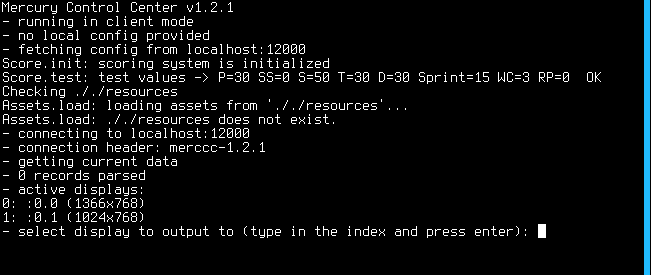 Mercury Control Center v1.2.1
- running in client mode
- no local config provided
- fetching config from localhost:12000
Score.init: scoring system is initialized
Score.test: test values -> P=30 SS=0 S=50 T=30 D=30 Sprint=15 WC=3 RP=0  OK
Checking ././resources
Assets.load: loading assets from '././resources'...
Assets.load: ././resources does not exist.
- connecting to localhost:12000
- connection header: merccc-1.2.1
- getting current data
- 0 records parsed
- active displays:
0: :0.0 (1366x768)
1: :0.1 (1024x768)
- select display to output to (type in the index and press enter):